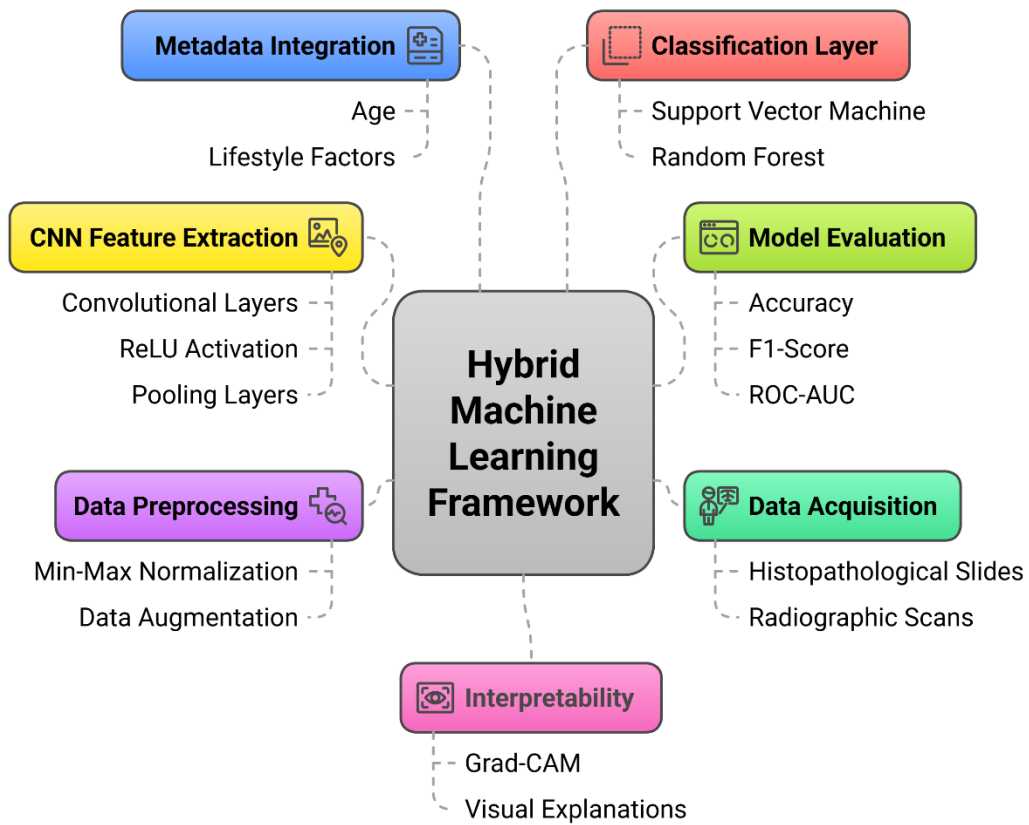 Metadata Integration
Age
Lifestyle Factors
Classification Layer
Support Vector Machine
Random Forest
CNN Feature Extraction
Convolutional Layers
ReLU Activation
Pooling Layers
Model Evaluation
Accuracy
F1-Score
ROC-AUC
Hybrid
Machine
Learning
Framework
Data Preprocessing
Min-Max Normalization
Data Augmentation
Data Acquisition
Histopathological Slides
Radiographic Scans
Interpretability
Grad-CAM
Visual Explanations